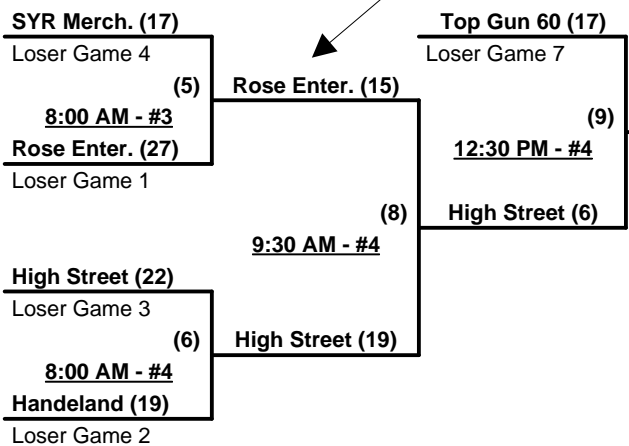 SYR Merch. (17)
Loser Game 4
(5)
8:00 AM - #3
Rose Enter. (27)
Loser Game 1
Rose Enter. (15)
Top Gun 60 (17)
Loser Game 7
(9)
12:30 PM - #4
(8)
9:30 AM - #4
High Street (6)
High Street (22)
Loser Game 3
(6)
8:00 AM - #4
Handeland (19)
Loser Game 2
High Street (19)